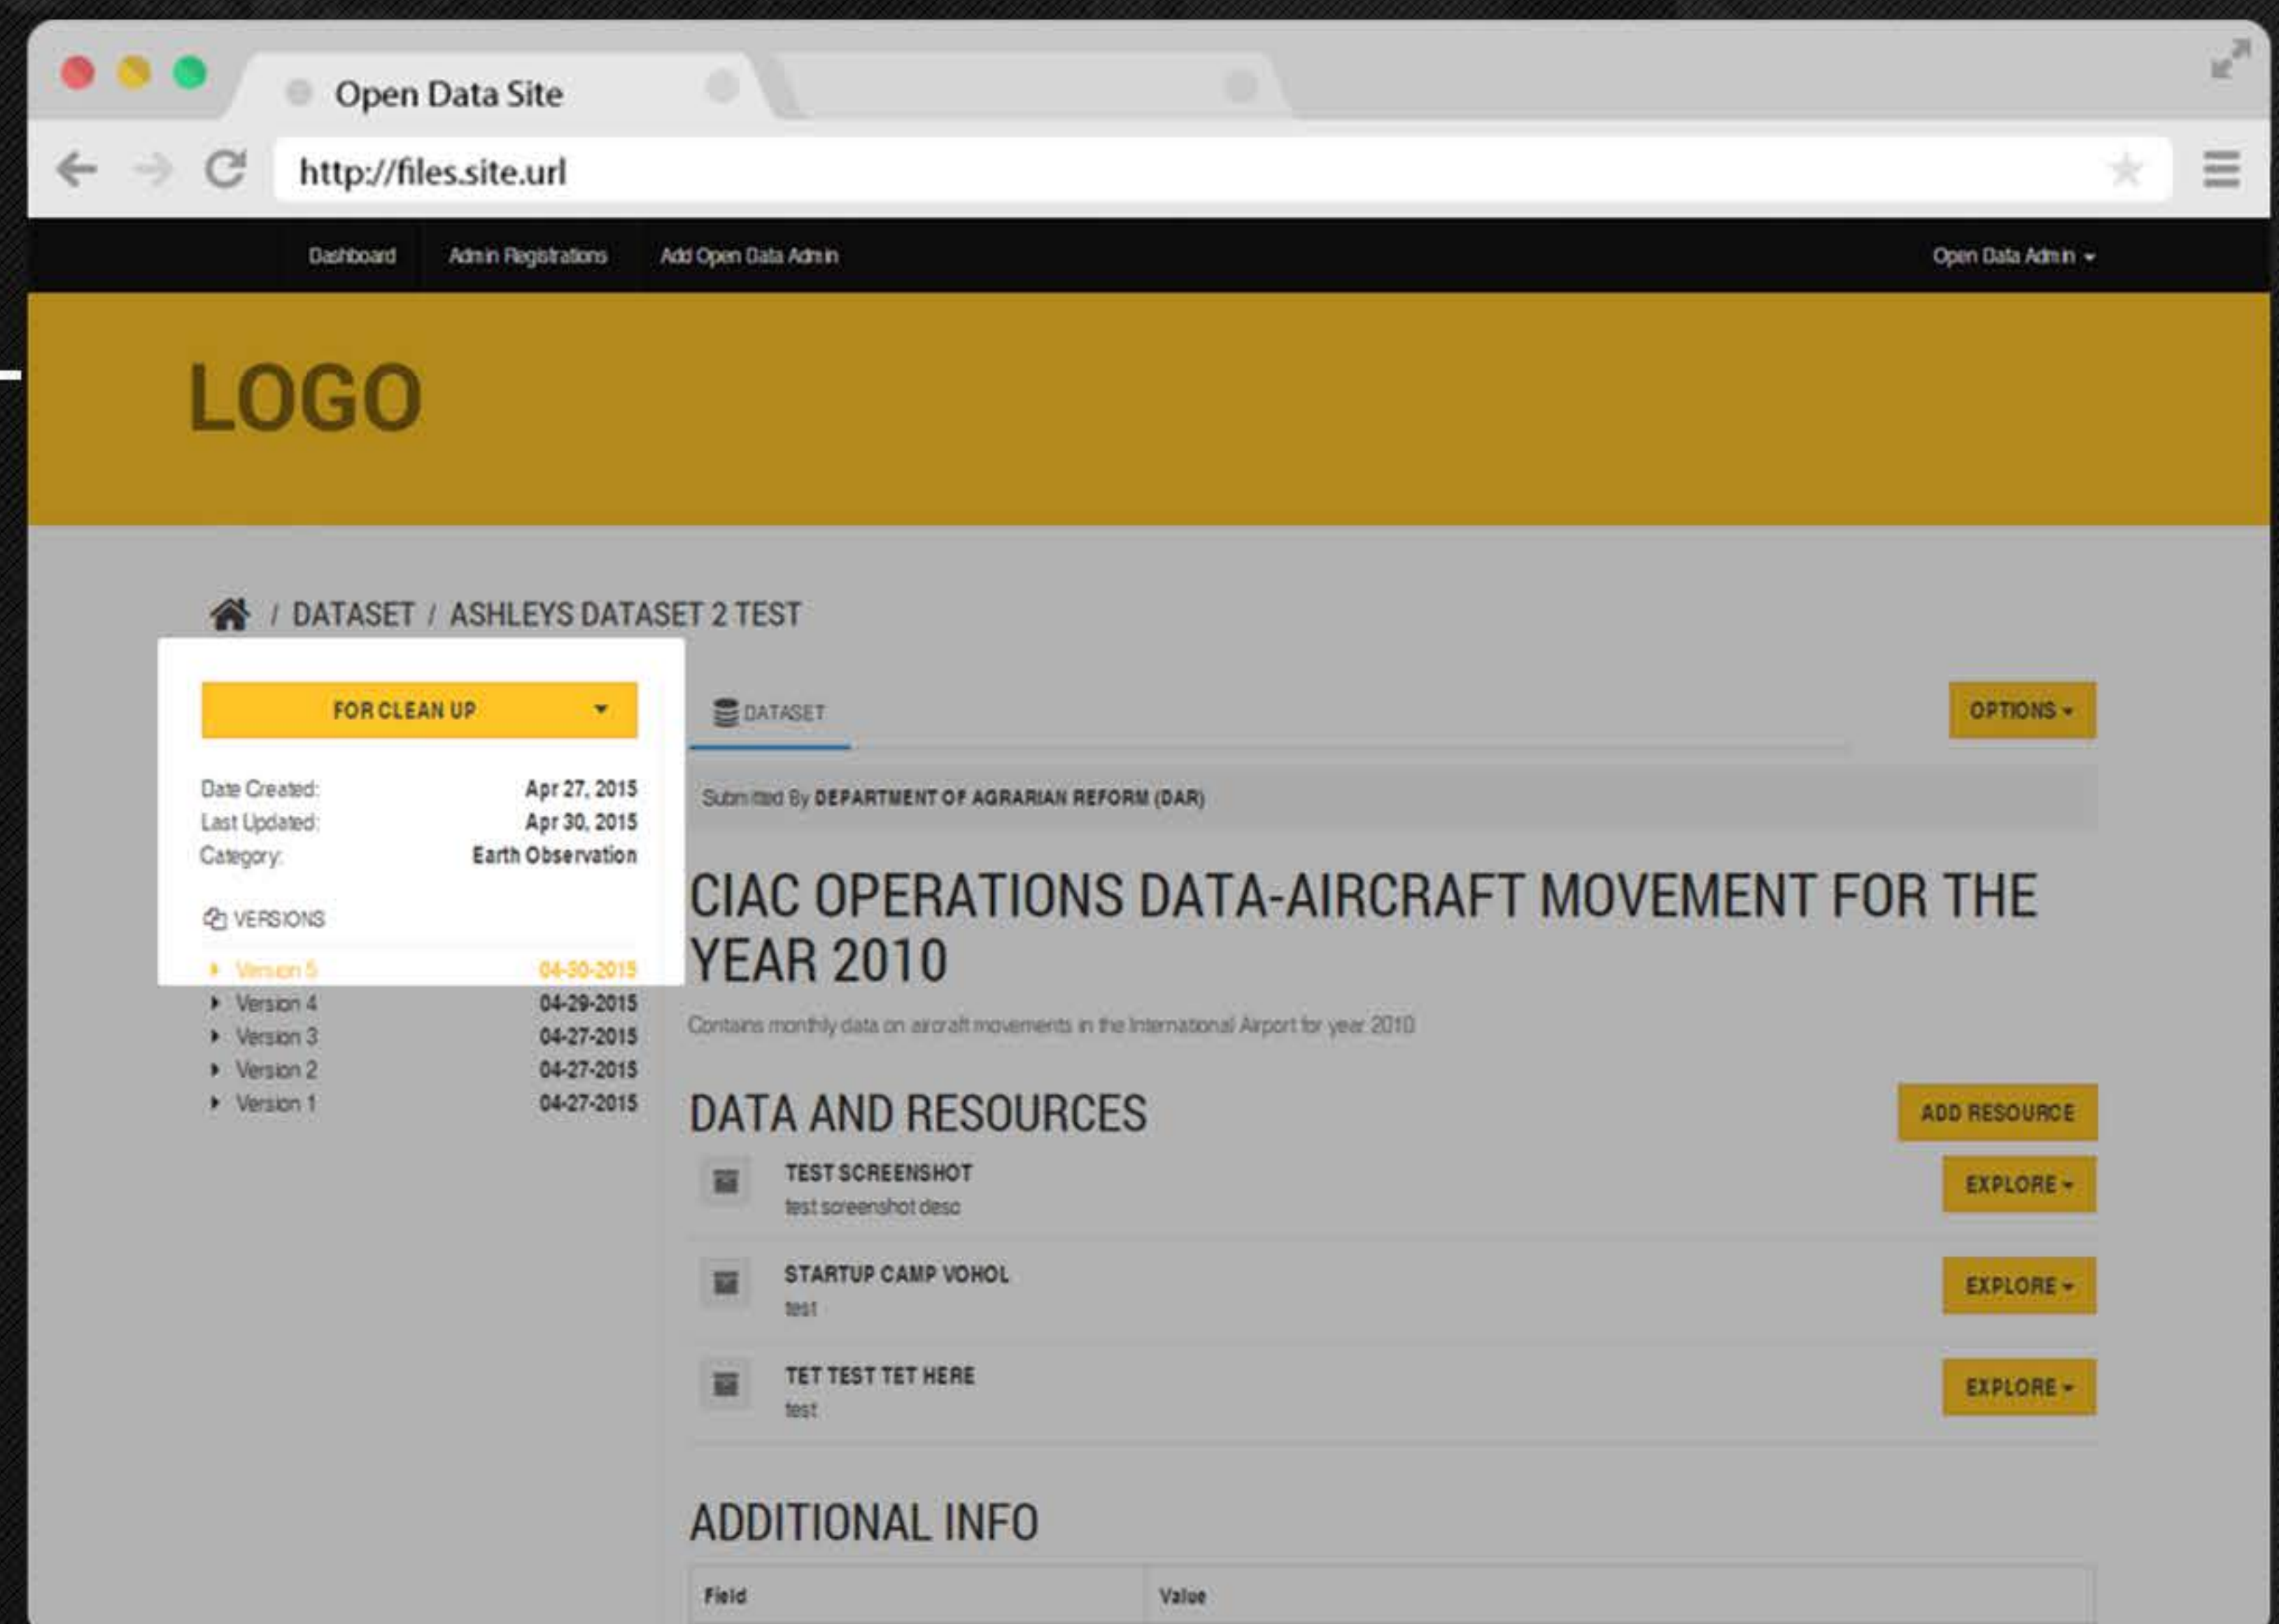 Open Data Site
http://files.site.url
Dashboard Admin Registrations Add Open Data Admin Open Data Admin
LOGO
/ DATASET / ASHLEYS DATASET 2 TEST
FOR CLEAN UP
DATASET
OPTIONS
Date Created: Apr 27, 2015
Last Updated: Apr 30, 2015
Category: Earth Observation
VERSIONS
Version 5 04-30-2015
Version 4 04-29-2015
Version 3 04-27-2015
Version 2 04-27-2015
Version 1 04-27-2015
Submitted By DEPARTMENT OF AGRARIAN REFORM (DAR)
CIAC OPERATIONS DATA-AIRCRAFT MOVEMENT FOR THE
YEAR 2010
Contains monthly data on aircraft movements in the International Airport for year 2010
DATA AND RESOURCES
ADD RESOURCE
TEST SCREENSHOT
test screenshot desc
EXPLORE
STARTUP CAMP VOHOL
test
EXPLORE
TET TEST TET HERE
test
EXPLORE
ADDITIONAL INFO
Field Value